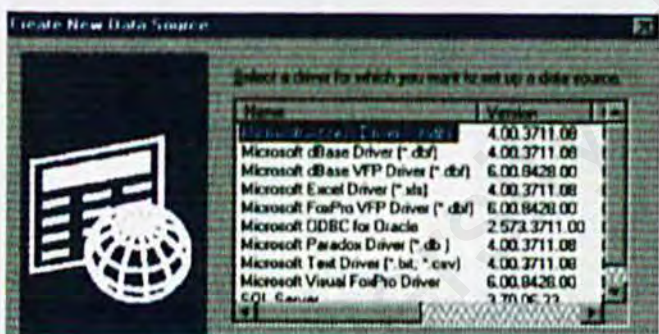 Create New Data Source
Select a driver for which you want to set up a data source.
Name Version
4.00.3711.08
Microsoft dBase Driver (*.dbf) 4.00.3711.08
Microsoft dBase VFP Driver (*.dbf) 6.00.8428.00
Microsoft Excel Driver (*.xls) 4.00.3711.08
Microsoft FoxPro VFP Driver (*.dbf) 6.00.8428.00
Microsoft ODBC for Oracle 2.573.3711.00
Microsoft Paradox Driver (*.db ) 4.00.3711.08
Microsoft Text Driver (*.txt; *.csv) 4.00.3711.08
Microsoft Visual FoxPro Driver 6.00.8428.00
SQL Server